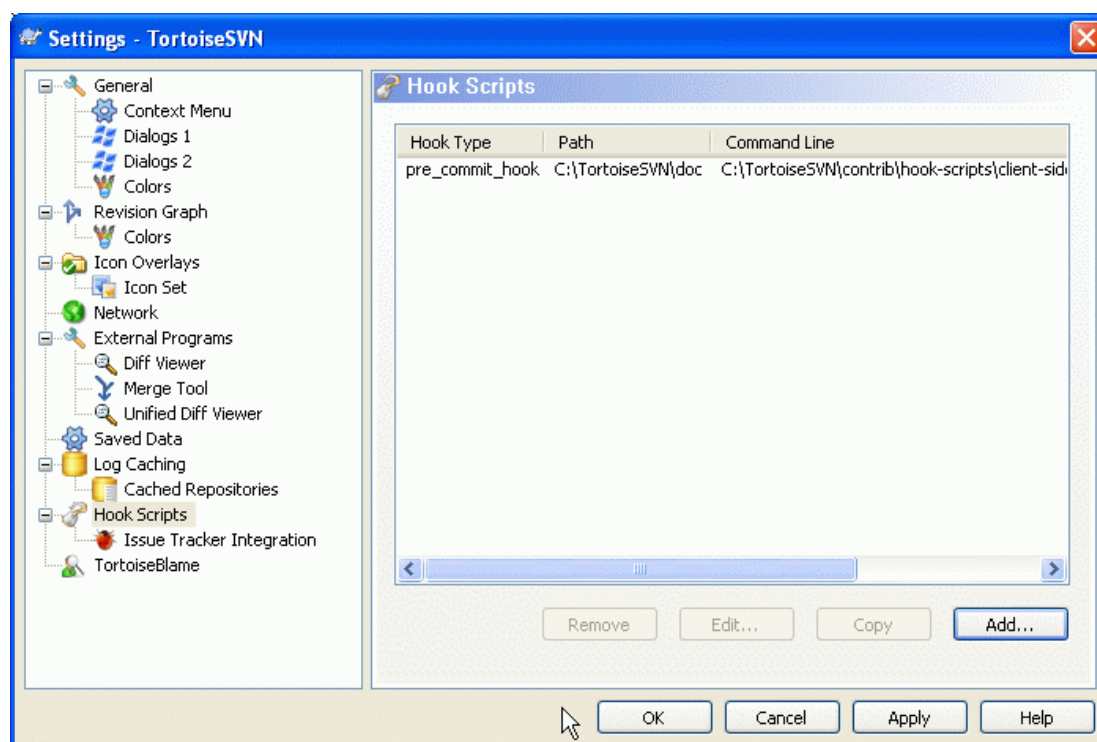 Settings - TortoiseSVN
General
Context Menu
Dialogs 1
Dialogs 2
Colors
Revision Graph
Colors
Icon Overlays
Icon Set
Network
External Programs
Diff Viewer
Merge Tool
Unified Diff Viewer
Saved Data
Log Caching
Cached Repositories
Hook Scripts
Issue Tracker Integration
TortoiseBlame
Hook Scripts
Hook Type Path Command Line
pre_commit_hook C:\TortoiseSVN\doc C:\TortoiseSVN\contrib\hook-scripts\client-sid
Remove Edit... Copy Add...
OK Cancel Apply Help